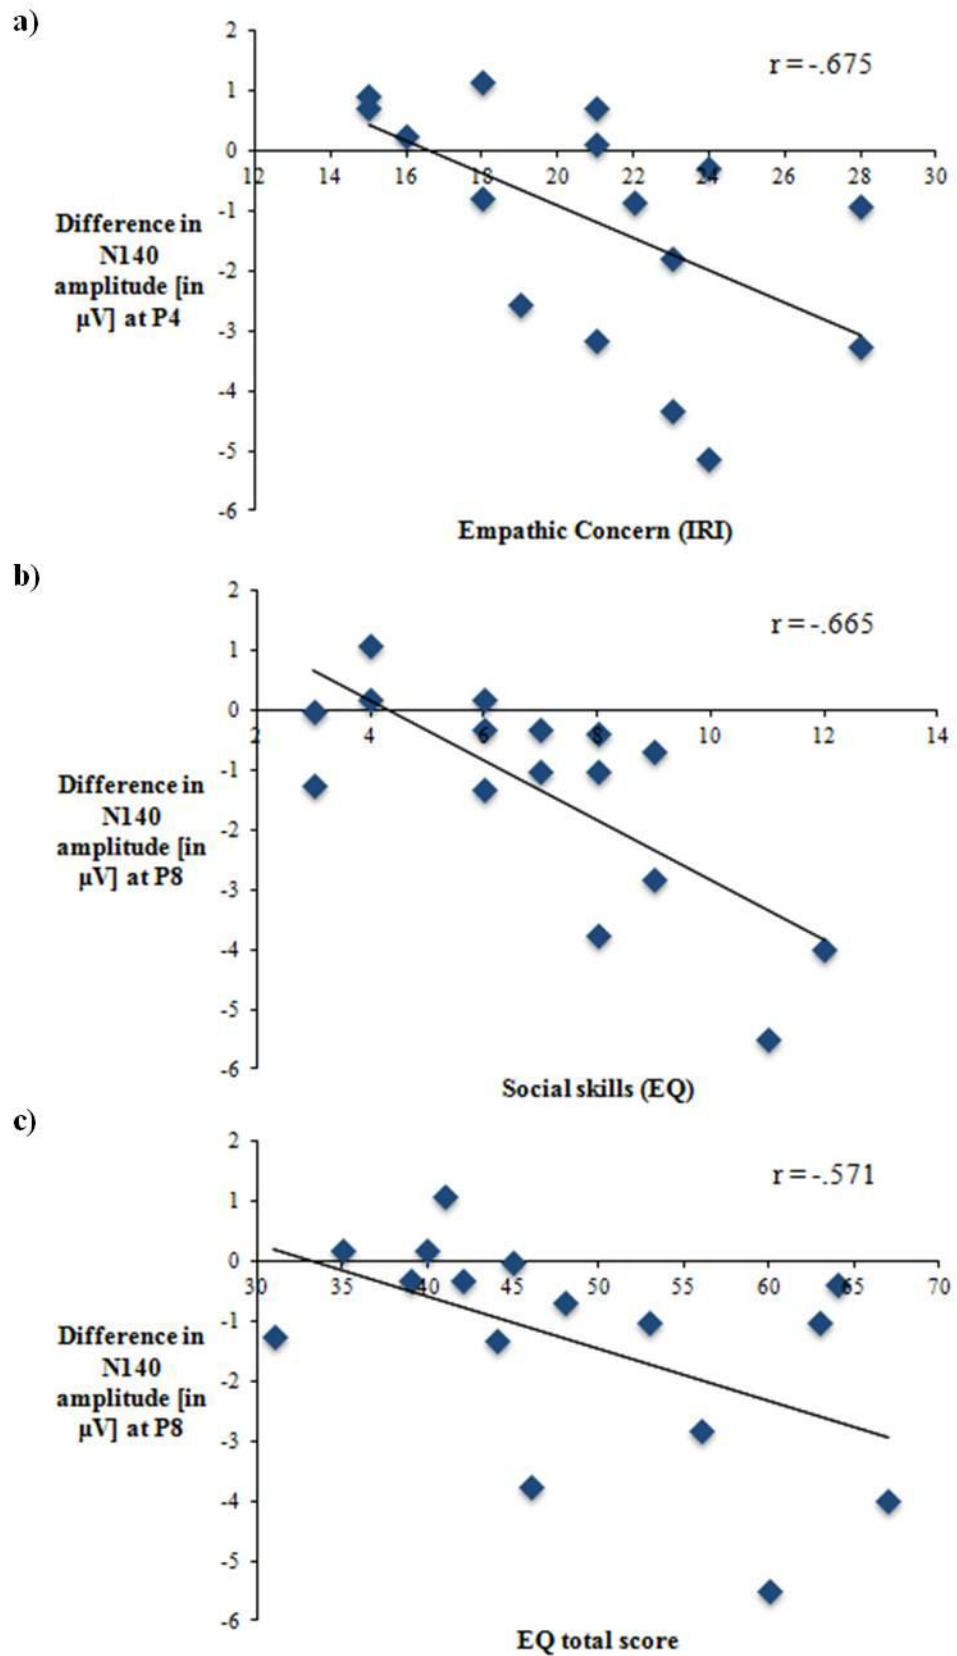 a)
2
r = -.675
1
0
12 14 16 18 20 22 24 26 28 30
-1
Difference in
N140
amplitude [in
µV] at P4
-2
-3
-4
-5
-6
Empathic Concern (IRI)
b)
2
r = -.665
1
0
2 4 6 8 10 12 14
-1
Difference in
N140
amplitude [in
µV] at P8
-2
-3
-4
-5
-6
Social skills (EQ)
c)
2
r = -.571
1
0
30 35 40 45 50 55 60 65 70
-1
Difference in
N140
amplitude [in
µV] at P8
-2
-3
-4
-5
-6
EQ total score